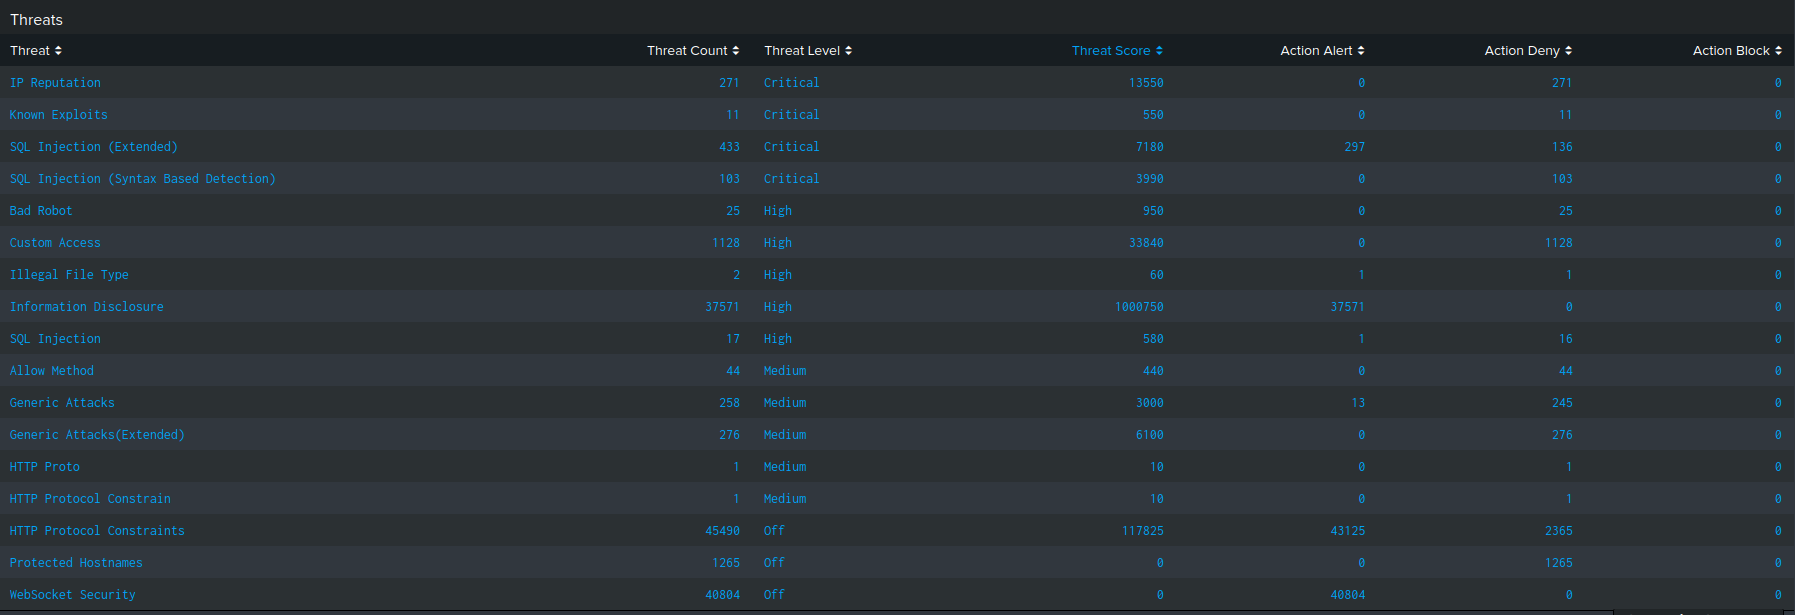 Threats
Threat Threat Count Threat Level Threat Score Action Alert Action Deny Action Block
IP Reputation 271 Critical 13550 0 271 0
Known Exploits 11 Critical 550 0 11 0
SQL Injection (Extended) 433 Critical 7180 297 136 0
SQL Injection (Syntax Based Detection) 103 Critical 3990 0 103 0
Bad Robot 25 High 950 0 25 0
Custom Access 1128 High 33840 0 1128 0
Illegal File Type 2 High 60 1 1 0
Information Disclosure 37571 High 1000750 37571 0 0
SQL Injection 17 High 580 1 16 0
Allow Method 44 Medium 440 0 44 0
Generic Attacks 258 Medium 3000 13 245 0
Generic Attacks(Extended) 276 Medium 6100 0 276 0
HTTP Proto 1 Medium 10 0 1 0
HTTP Protocol Constrain 1 Medium 10 0 1 0
HTTP Protocol Constraints 45490 Off 117825 43125 2365 0
Protected Hostnames 1265 Off 0 0 1265 0
WebSocket Security 40804 Off 0 40804 0 0